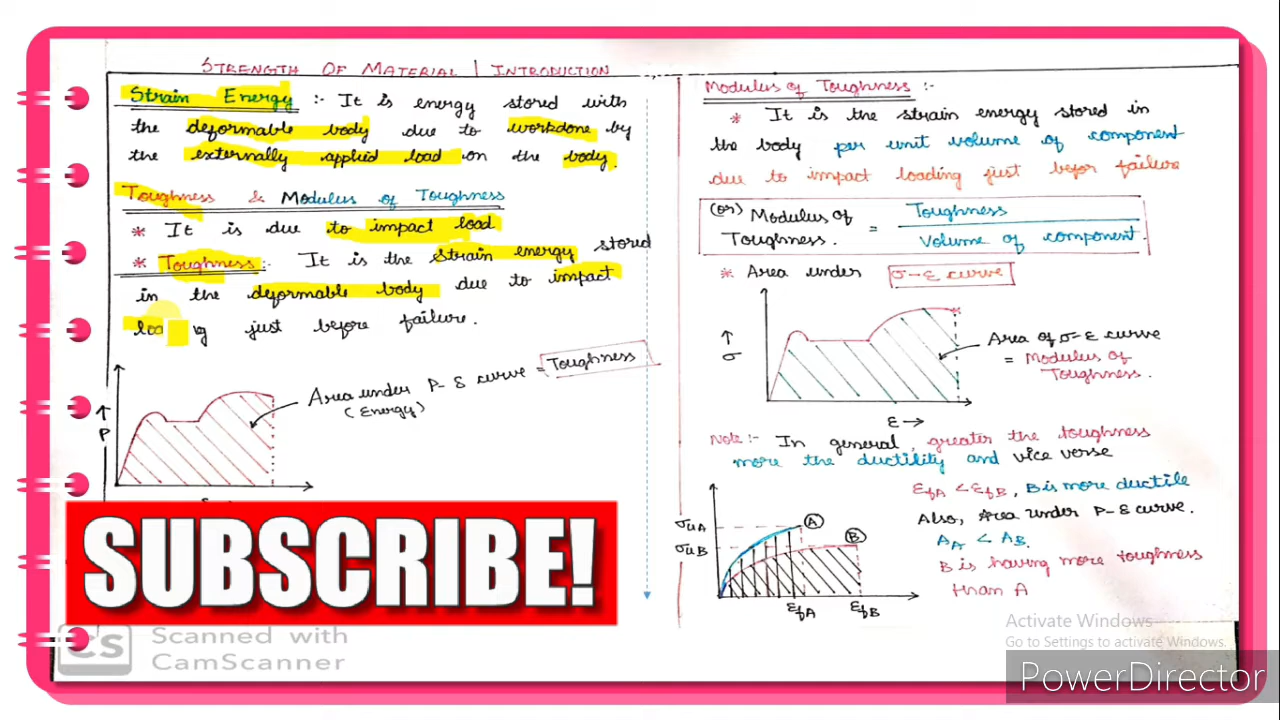 STRENGTH OF MATERIAL | INTRODUCTION
Strain Energy :- It is energy stored with
the deformable body due to workdone by
the externally applied load on the body.
Toughness & Modulus of Toughness
* It is due to impact load
* Toughness:- It is the strain energy stored
in the deformable body due to impact
loading just before failure.
Area under P-δ curve = Toughness
(Energy)
↑
P
SUBSCRIBE!
CS Scanned with
CamScanner
Modulus of Toughness :-
* It is the strain energy stored in
the body per unit volume of component
due to impact loading just befor failure
(or) Modulus of Toughness. = Toughness
Volume of component.
* Area under σ-ε curve
↑
σ
Area of σ-ε curve
= Modulus of
Toughness.
ε→
Note:- In general, greater the toughness
more the ductility and vice verse
σuA
σuB
A
B
εfA
εfB
εfA < εfB, B is more ductile
Also, Area under P-δ curve.
AA < AB.
B is having more toughness
than A
Activate Windows
Go to Settings to activate Windows.
PowerDirector